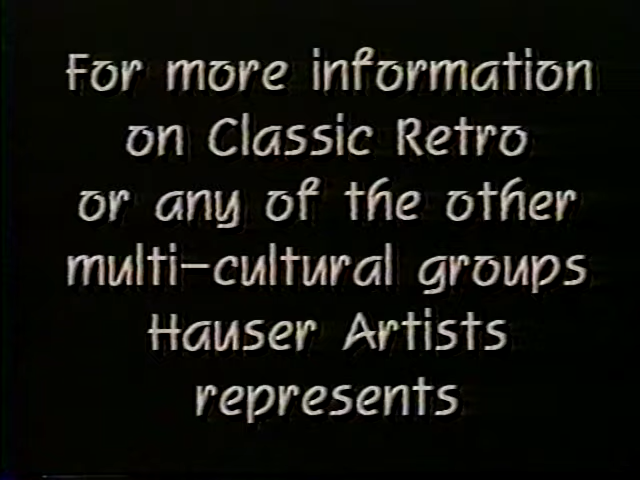 For more information
on Classic Retro
or any of the other
multi-cultural groups
Hauser Artists
represents